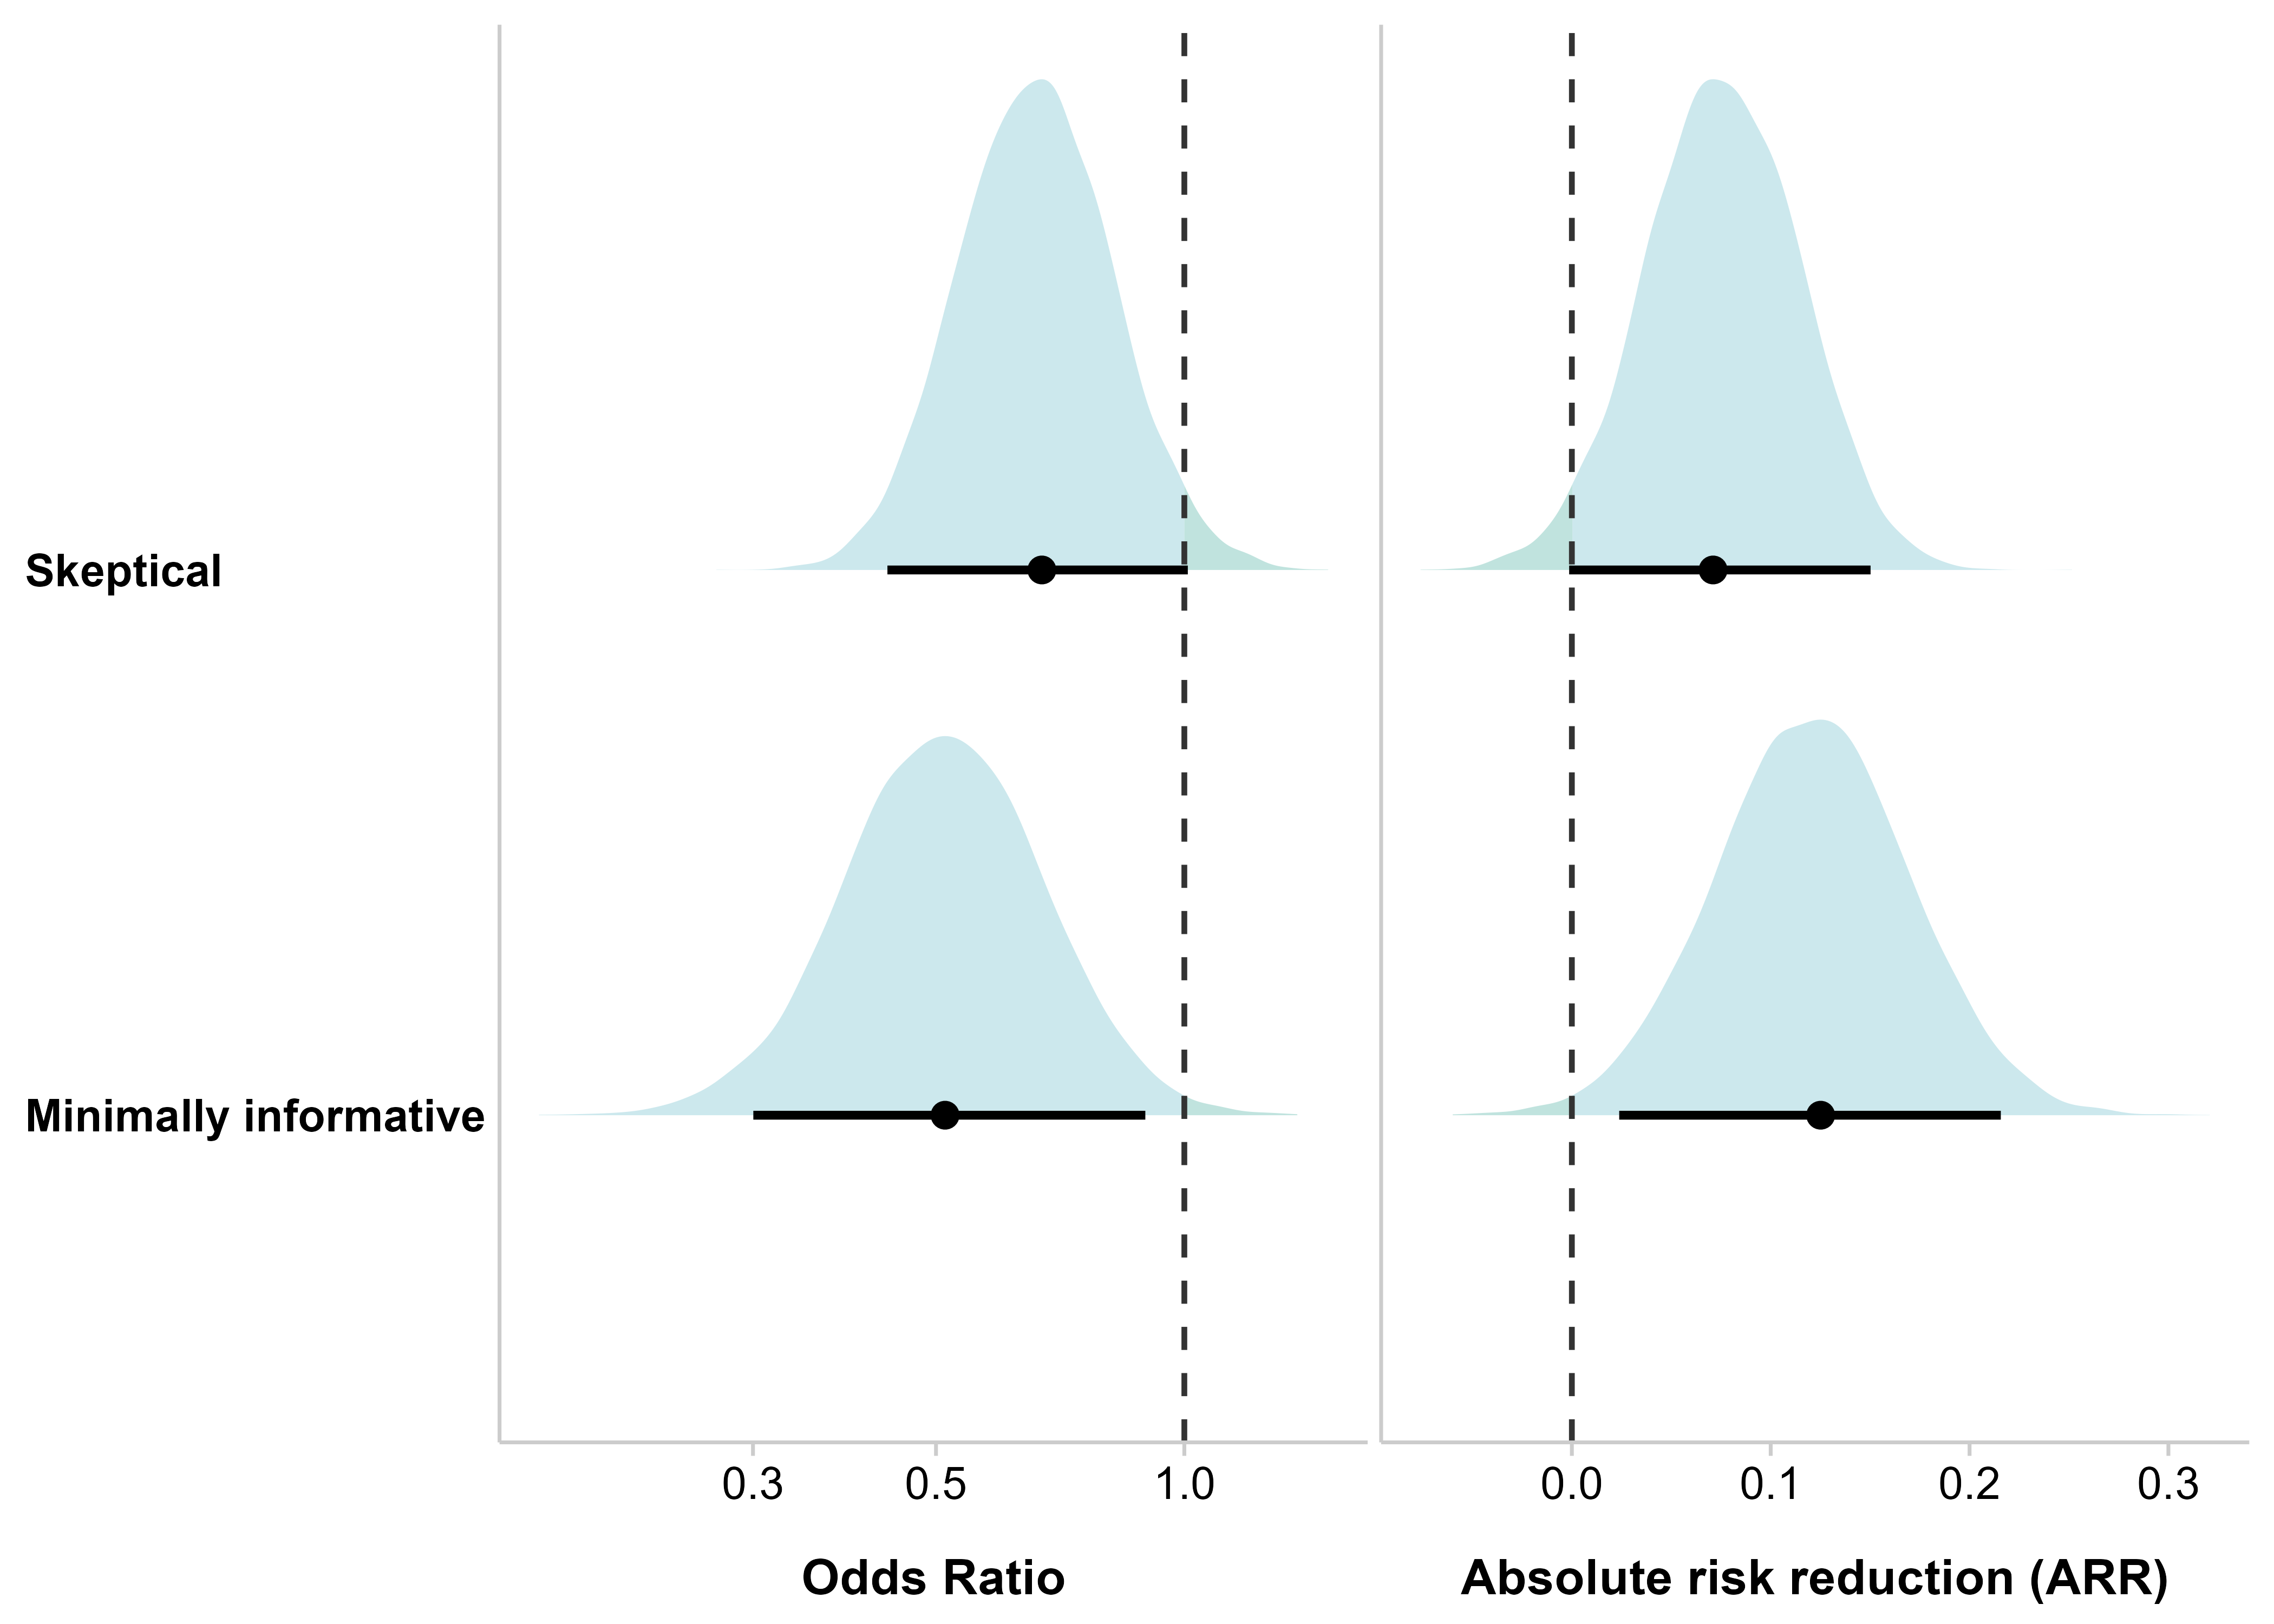 Skeptical
Minimally informative
0.3 0.5 1.0 0.0 0.1 0.2 0.3
Odds Ratio Absolute risk reduction (ARR)